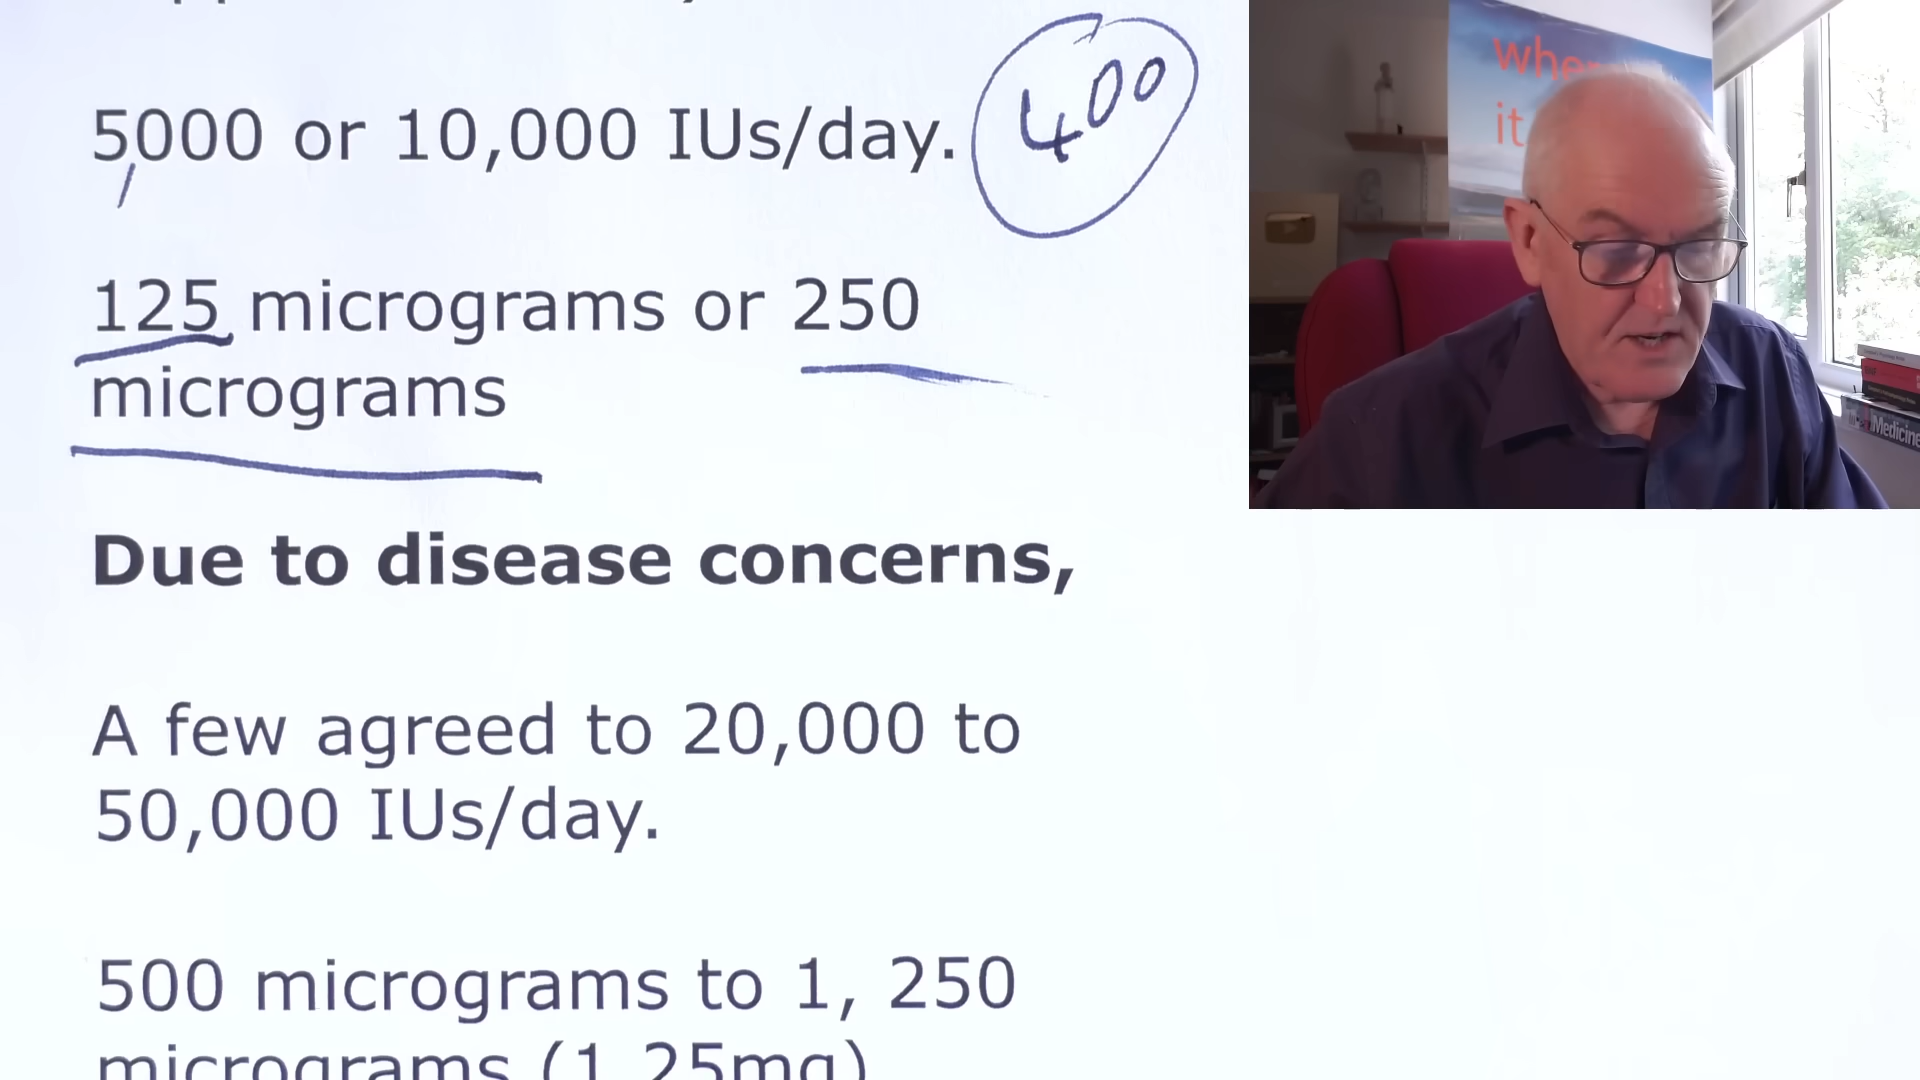 5000 or 10,000 IUs/day.
400
125 micrograms or 250
micrograms
Due to disease concerns,
A few agreed to 20,000 to
50,000 IUs/day.
500 micrograms to 1, 250
micrograms (1.25mg)
it
Medicine